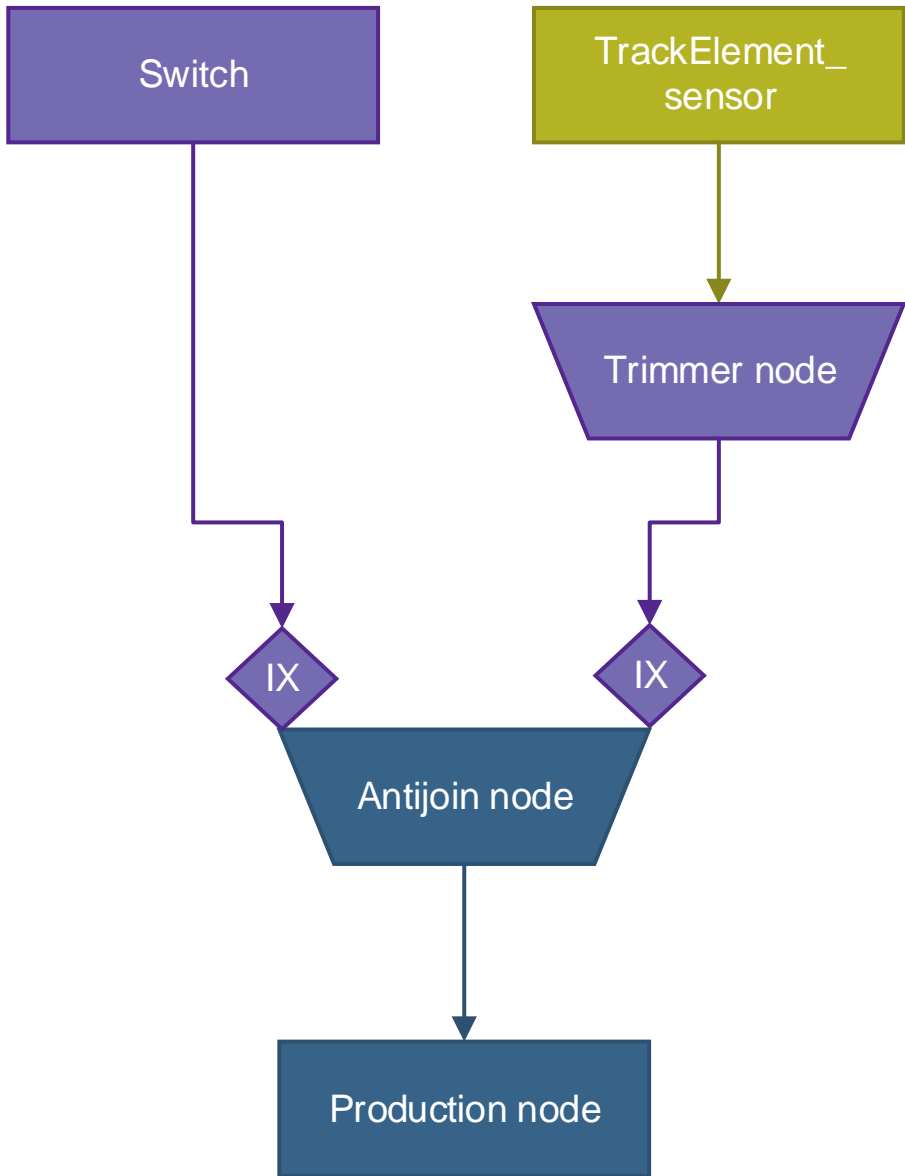 Switch
TrackElement_
sensor
Trimmer node
IX
IX
Antijoin node
Production node